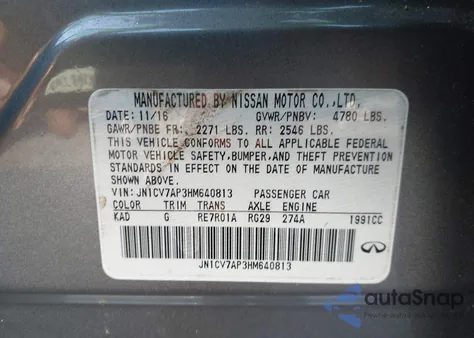 MANUFACTURED BY NISSAN MOTOR CO.,LTD.
DATE: 11/16 GVWR/PNBV: 4780 LBS.
GAWR/PNBE FR: 2271 LBS. RR: 2546 LBS.
THIS VEHICLE CONFORMS TO ALL APPLICABLE FEDERAL
MOTOR VEHICLE SAFETY,BUMPER,AND THEFT PREVENTION
STANDARDS IN EFFECT ON THE DATE OF MANUFACTURE
SHOWN ABOVE.
VIN: JN1CV7AP3HM640813 PASSENGER CAR
COLOR TRIM TRANS AXLE ENGINE
KAD G RE7R01A RG29 274A 1991CC
JN1CV7AP3HM640813
autoSnap